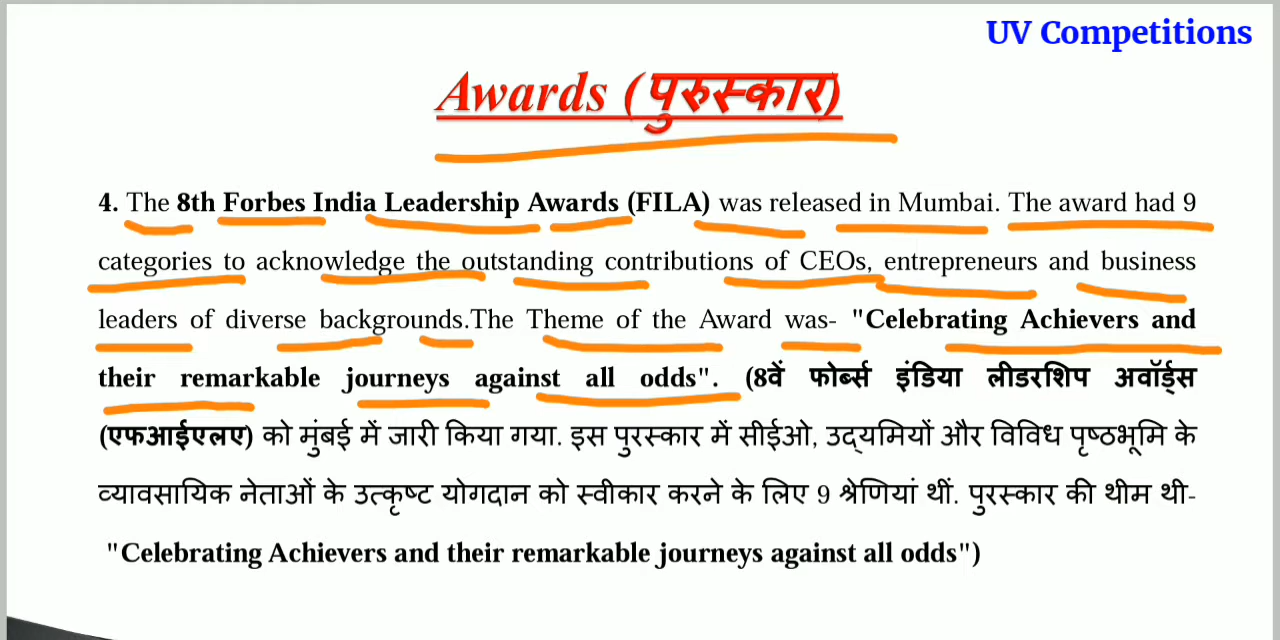 UV Competitions
Awards (पुरुस्कार)
4. The 8th Forbes India Leadership Awards (FILA) was released in Mumbai. The award had 9
categories to acknowledge the outstanding contributions of CEOs, entrepreneurs and business
leaders of diverse backgrounds.The Theme of the Award was- "Celebrating Achievers and
their remarkable journeys against all odds". (8वें फोर्ब्स इंडिया लीडरशिप अवॉर्ड्स
(एफआईएलए) को मुंबई में जारी किया गया. इस पुरस्कार में सीईओ, उद्यमियों और विविध पृष्ठभूमि के
व्यावसायिक नेताओं के उत्कृष्ट योगदान को स्वीकार करने के लिए 9 श्रेणियां थीं. पुरस्कार की थीम थी-
"Celebrating Achievers and their remarkable journeys against all odds")